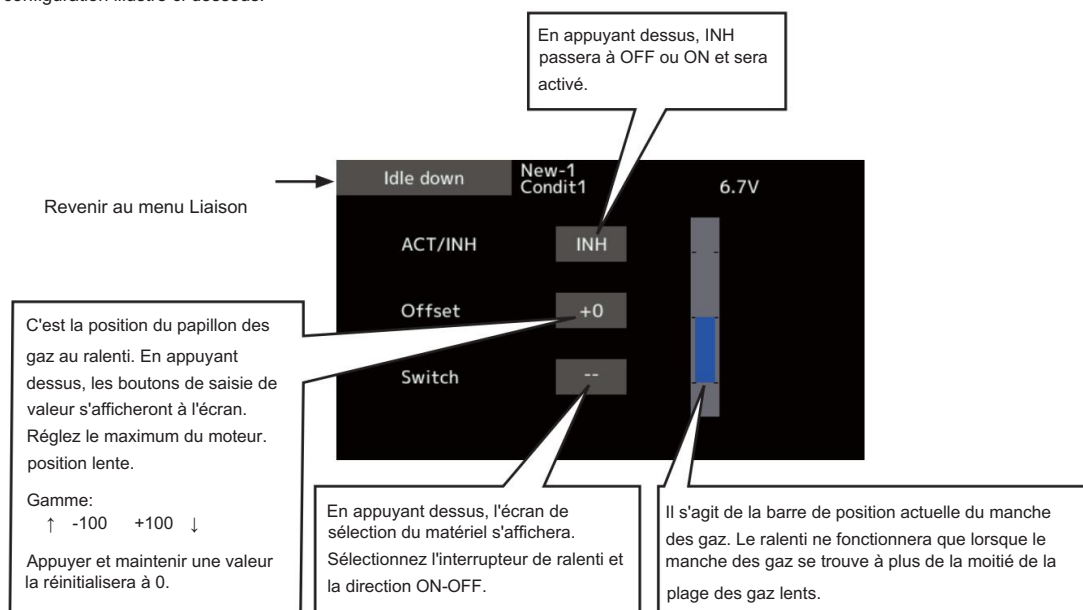 configuration illustré ci-dessous.
En appuyant dessus, INH
passera à OFF ou ON et sera
activé.
Revenir au menu Liaison
Idle down
New-1
Condit1
6.7V
ACT/INH
INH
Offset
+0
Switch
--
C'est la position du papillon des
gaz au ralenti. En appuyant
dessus, les boutons de saisie de
valeur s'afficheront à l'écran.
Réglez le maximum du moteur.
position lente.
Gamme:
↑ -100 +100 ↓
Appuyer et maintenir une valeur
la réinitialisera à 0.
En appuyant dessus, l'écran de
sélection du matériel s'affichera.
Sélectionnez l'interrupteur de ralenti et
la direction ON-OFF.
Il s'agit de la barre de position actuelle du manche
des gaz. Le ralenti ne fonctionnera que lorsque le
manche des gaz se trouve à plus de la moitié de la
plage des gaz lents.